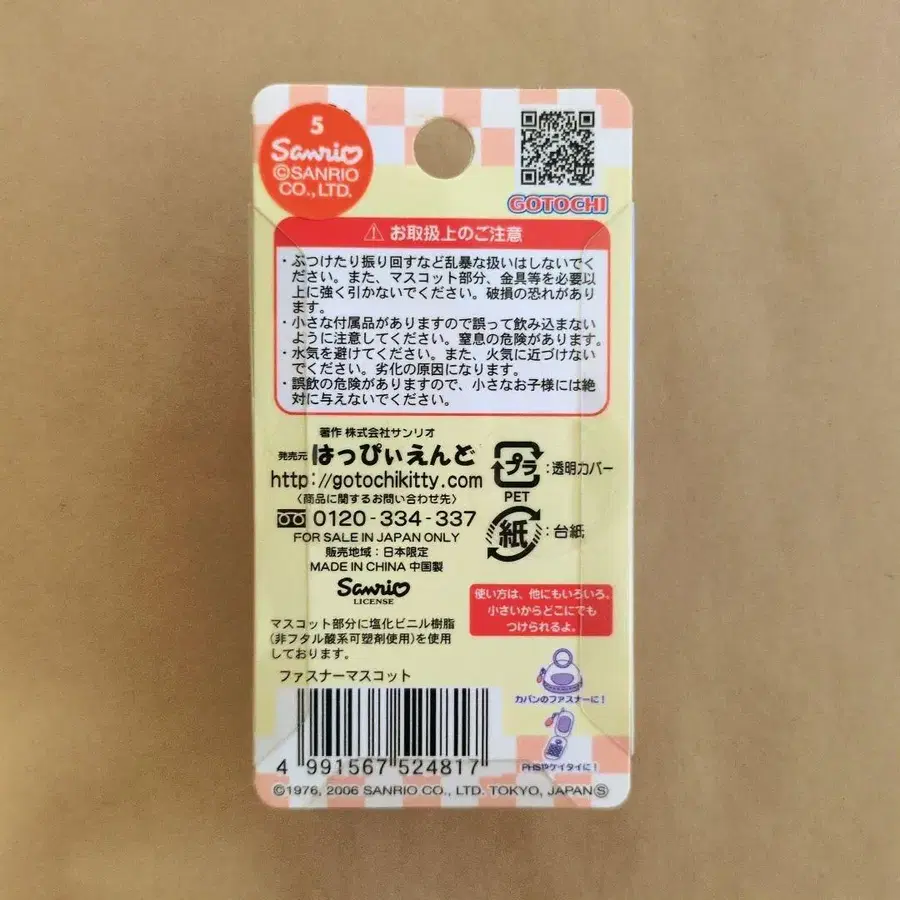 5
Sanrio
©SANRIO
CO., LTD.
GOTOCHI
⚠ お取扱上のご注意
・ぶつけたり振り回すなど乱暴な扱いはしないでく
ださい。また、マスコット部分、金具等を必要以
上に強く引かないでください。破損の恐れがあり
ます。
・小さな付属品がありますので誤って飲み込まない
ように注意してください。窒息の危険があります。
・水気を避けてください。また、火気に近づけない
でください。劣化の原因になります。
・誤飲の危険がありますので、小さなお子様には絶
対に与えないでください。
著作 株式会社サンリオ
発売元 はっぴぃえんど
http://gotochikitty.com
〈商品に関するお問い合わせ先〉
0120-334-337
FOR SALE IN JAPAN ONLY
販売地域：日本限定
MADE IN CHINA 中国製
Sanrio
LICENSE
プラ：透明カバー
PET
紙：台紙
使い方は、他にもいろいろ。
小さいからどこにでも
つけられるよ。
マスコット部分に塩化ビニル樹脂
(非フタル酸系可塑剤使用)を使用
しております。
ファスナーマスコット
カバンのファスナーに！
PHSやケイタイに！
4 991567 524817
©1976, 2006 SANRIO CO., LTD. TOKYO, JAPAN Ⓢ